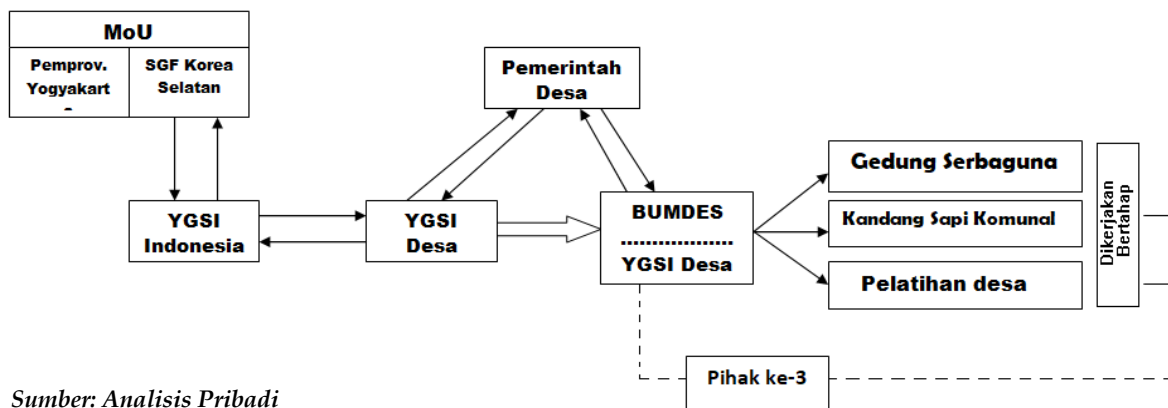 MoU
Pemprov.
Yogyakart
SGF Korea
Selatan
Pemerintah
Desa
YGSI
Indonesia
YGSI
Desa
BUMDES
..................
YGSI Desa
Gedung Serbaguna
Kandang Sapi Komunal
Pelatihan desa
Dikerjakan
Bertahap
Pihak ke-3
Sumber: Analisis Pribadi